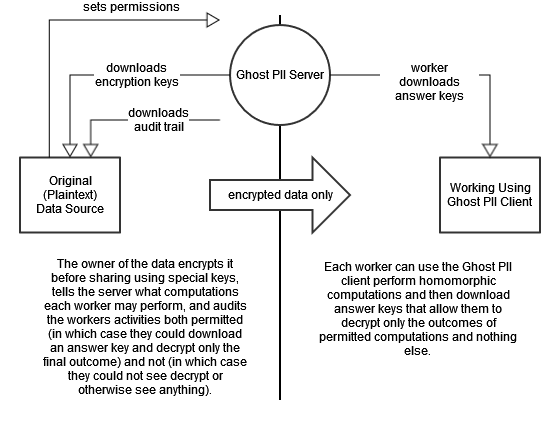 sets permissions
downloads
encryption keys
Ghost PII Server
worker
downloads
answer keys
downloads
audit trail
Original
(Plaintext)
Data Source
encrypted data only
Working Using
Ghost PII Client
The owner of the data encrypts it
before sharing using special keys,
tells the server what computations
each worker may perform, and audits
the workers activities both permitted
(in which case they could download
an answer key and decrypt only the
final outcome) and not (in which case
they could not see decrypt or
otherwise see anything).
Each worker can use the Ghost PII
client perform homomorphic
computations and then download
answer keys that allow them to
decrypt only the outcomes of
permitted computations and nothing
else.